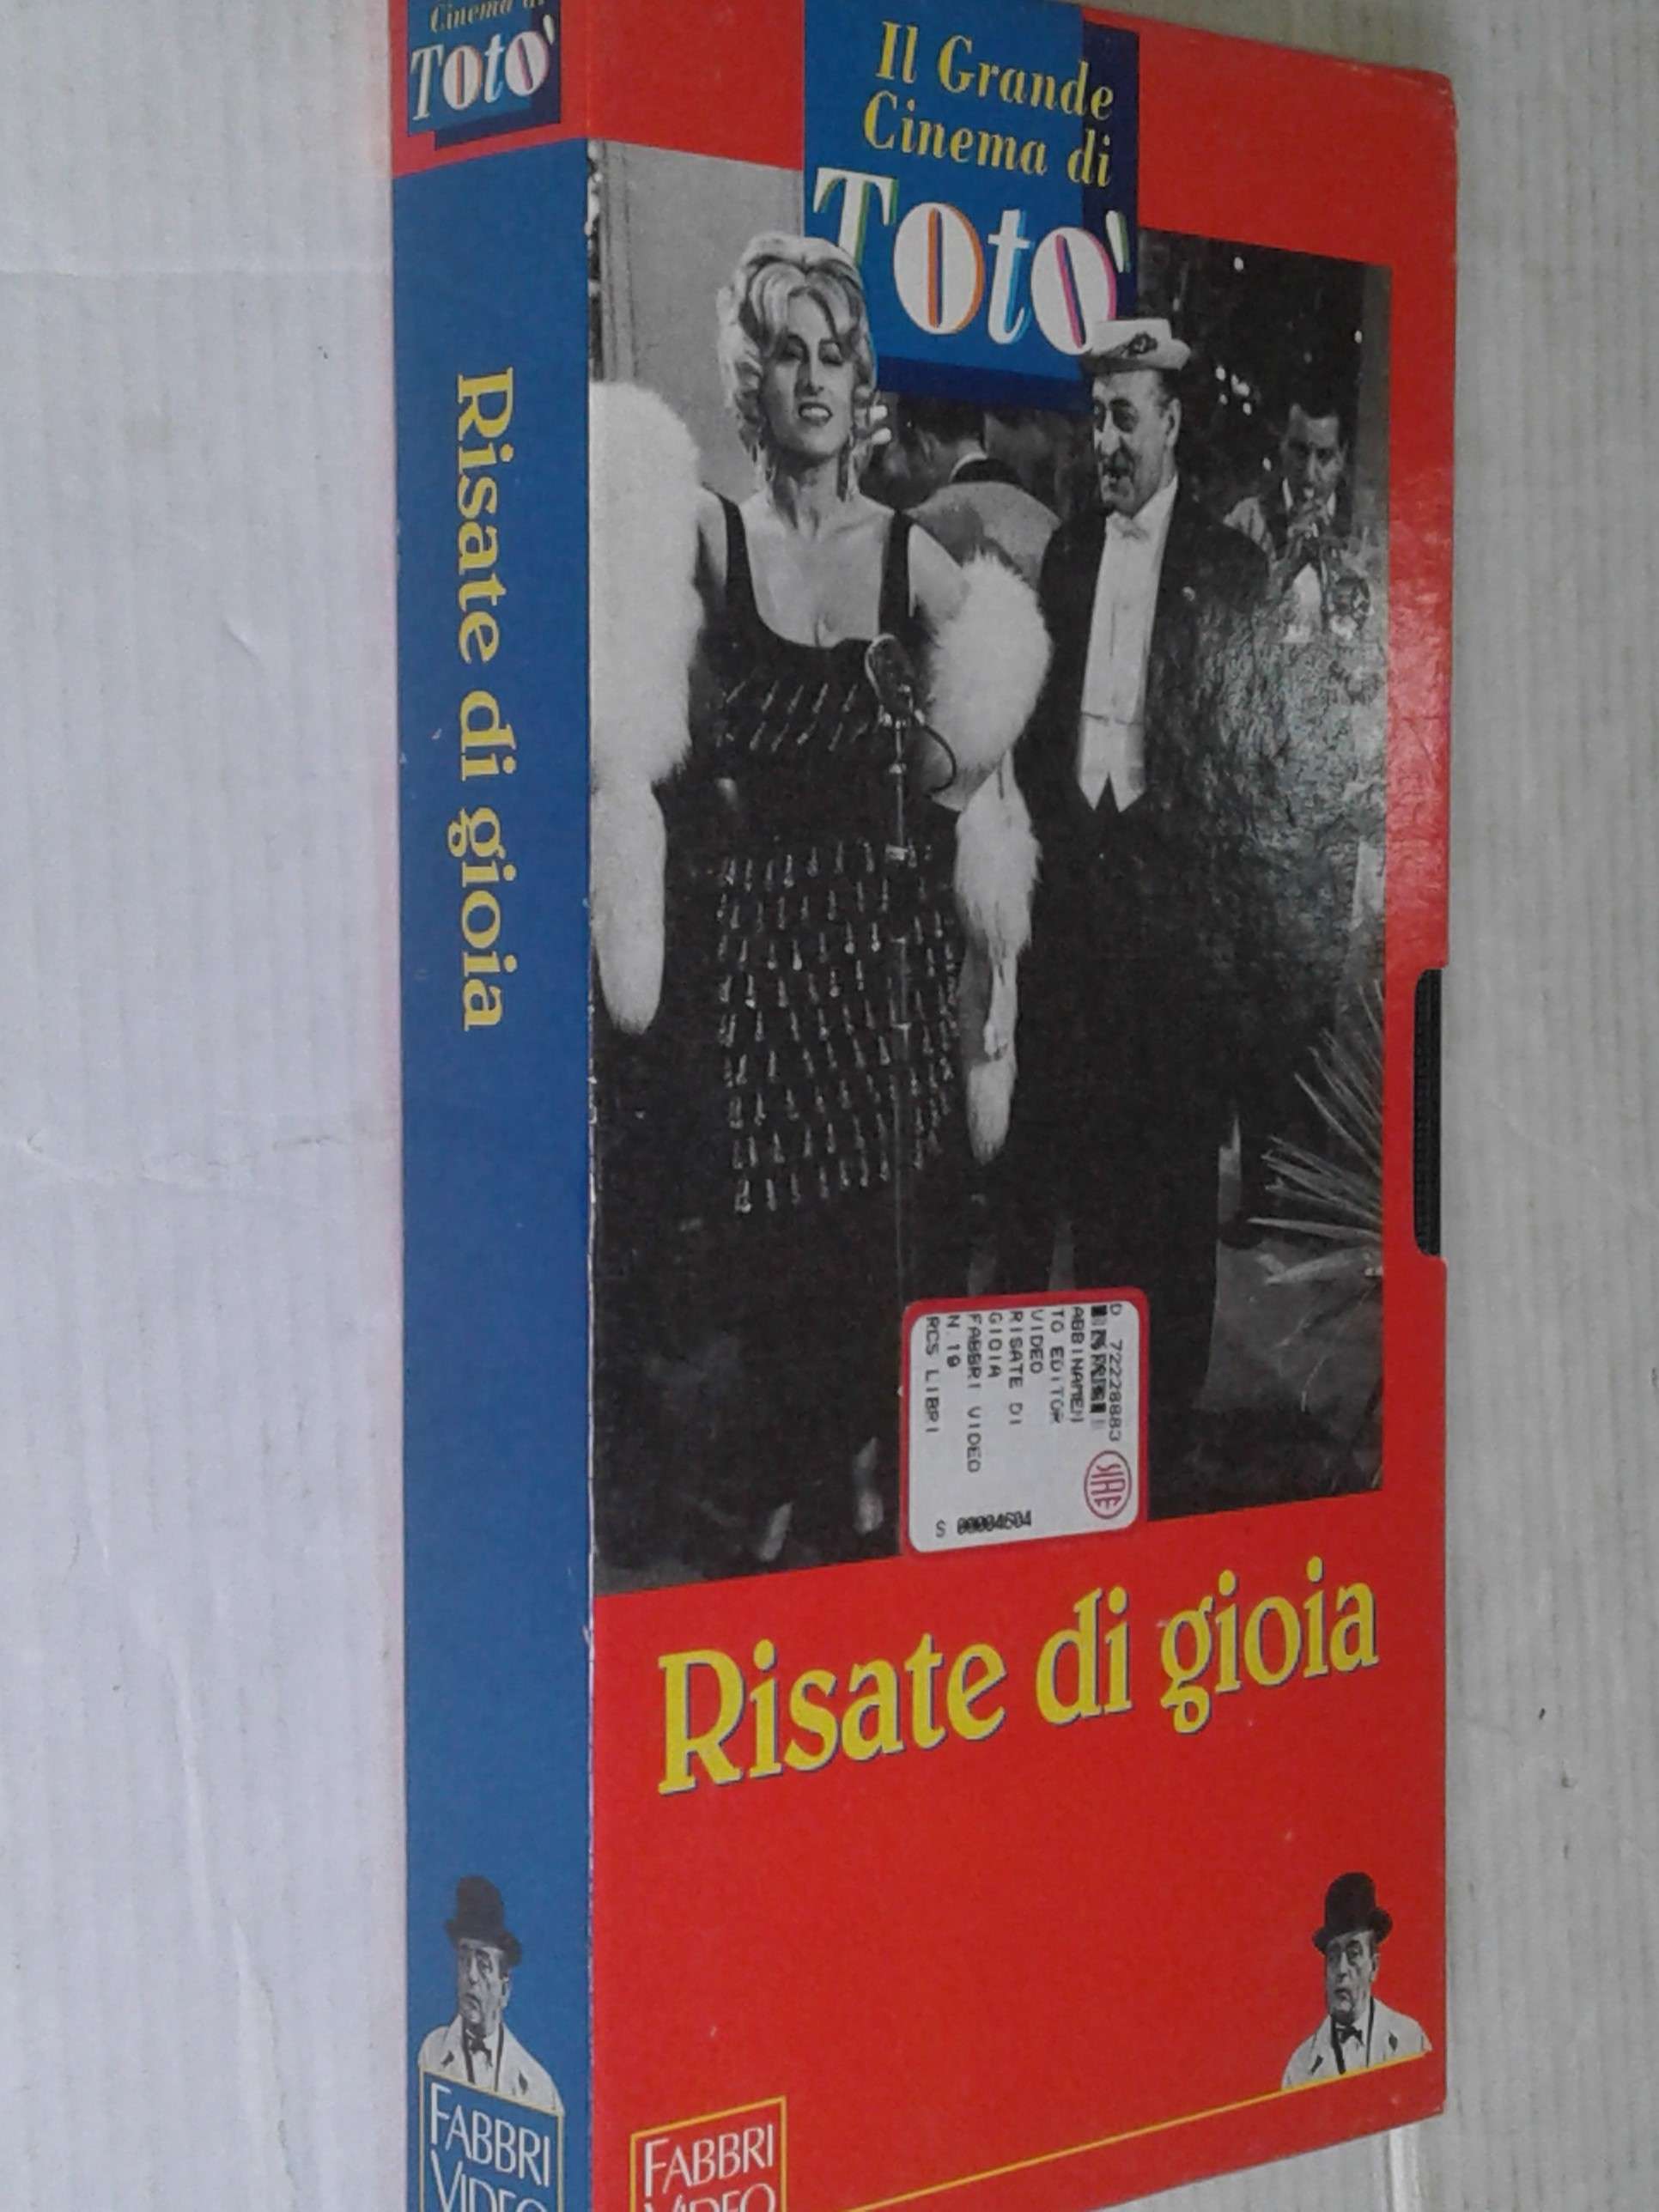 Cinema di
Totò
Risate di gioia
FABBRI
VIDEO
Il Grande
Cinema di
Totò
D 72228883
ABBINAMEN
TO EDITOR
VIDEO
RISATE DI
GIOIA
FABBRI VIDEO
N.19
RCS LIBRI
SIAE
S 00004604
Risate di gioia
FABBRI
VIDEO